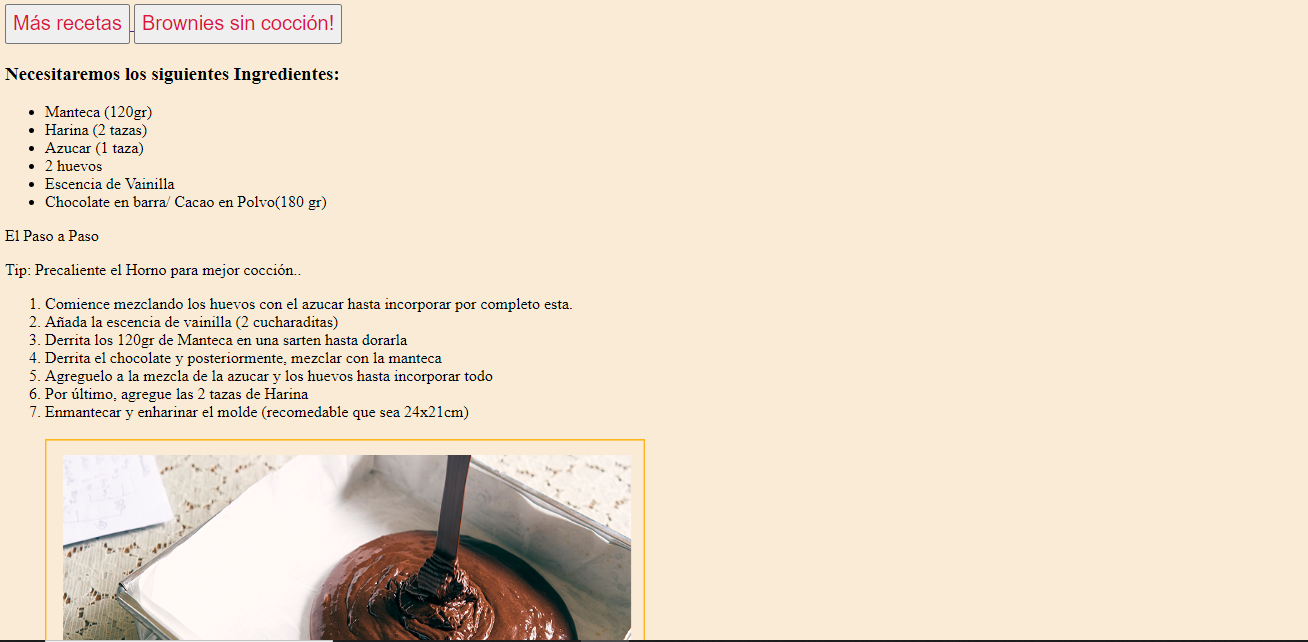 Más recetas Brownies sin cocción!
Necesitaremos los siguientes Ingredientes:
• Manteca (120gr)
• Harina (2 tazas)
• Azucar (1 taza)
• 2 huevos
• Escencia de Vainilla
• Chocolate en barra/ Cacao en Polvo(180 gr)
El Paso a Paso
Tip: Precaliente el Horno para mejor cocción..
1. Comience mezclando los huevos con el azucar hasta incorporar por completo esta.
2. Añada la escencia de vainilla (2 cucharaditas)
3. Derrita los 120gr de Manteca en una sarten hasta dorarla
4. Derrita el chocolate y posteriormente, mezclar con la manteca
5. Agreguelo a la mezcla de la azucar y los huevos hasta incorporar todo
6. Por último, agregue las 2 tazas de Harina
7. Enmantecar y enharinar el molde (recomedable que sea 24x21cm)